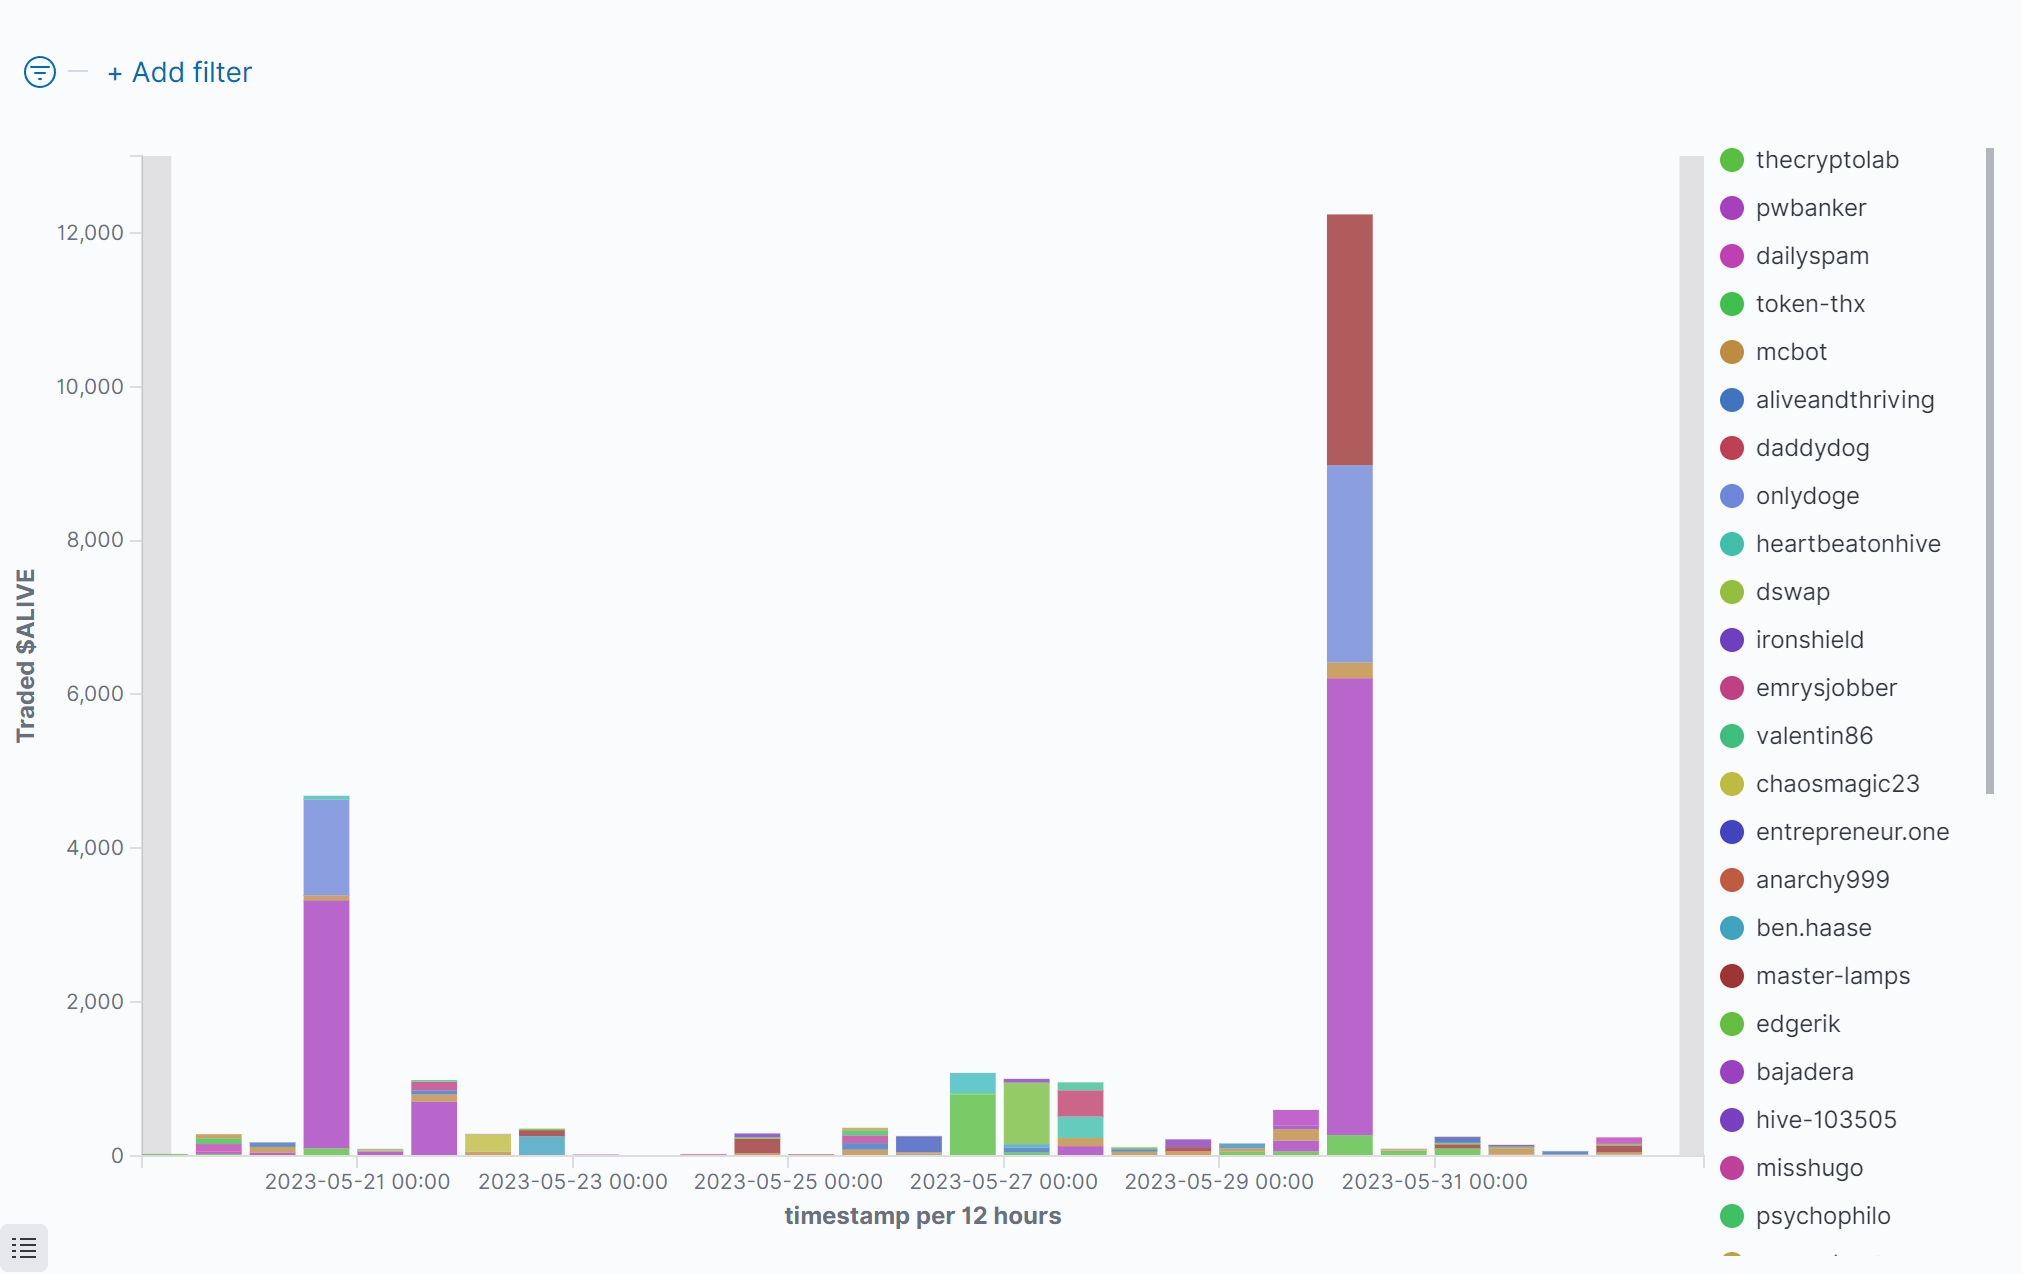 + Add filter
12,000
10,000
8,000
6,000
4,000
2,000
0
Traded $ALIVE
2023-05-21 00:00
2023-05-23 00:00
2023-05-25 00:00
2023-05-27 00:00
2023-05-29 00:00
2023-05-31 00:00
timestamp per 12 hours
thecryptolab
pwbanker
dailyspam
token-thx
mcbot
aliveandthriving
daddydog
onlydoge
heartbeatonhive
dswap
ironshield
emrysjobber
valentin86
chaosmagic23
entrepreneur.one
anarchy999
ben.haase
master-lamps
edgerik
bajadera
hive-103505
misshugo
psychophilo